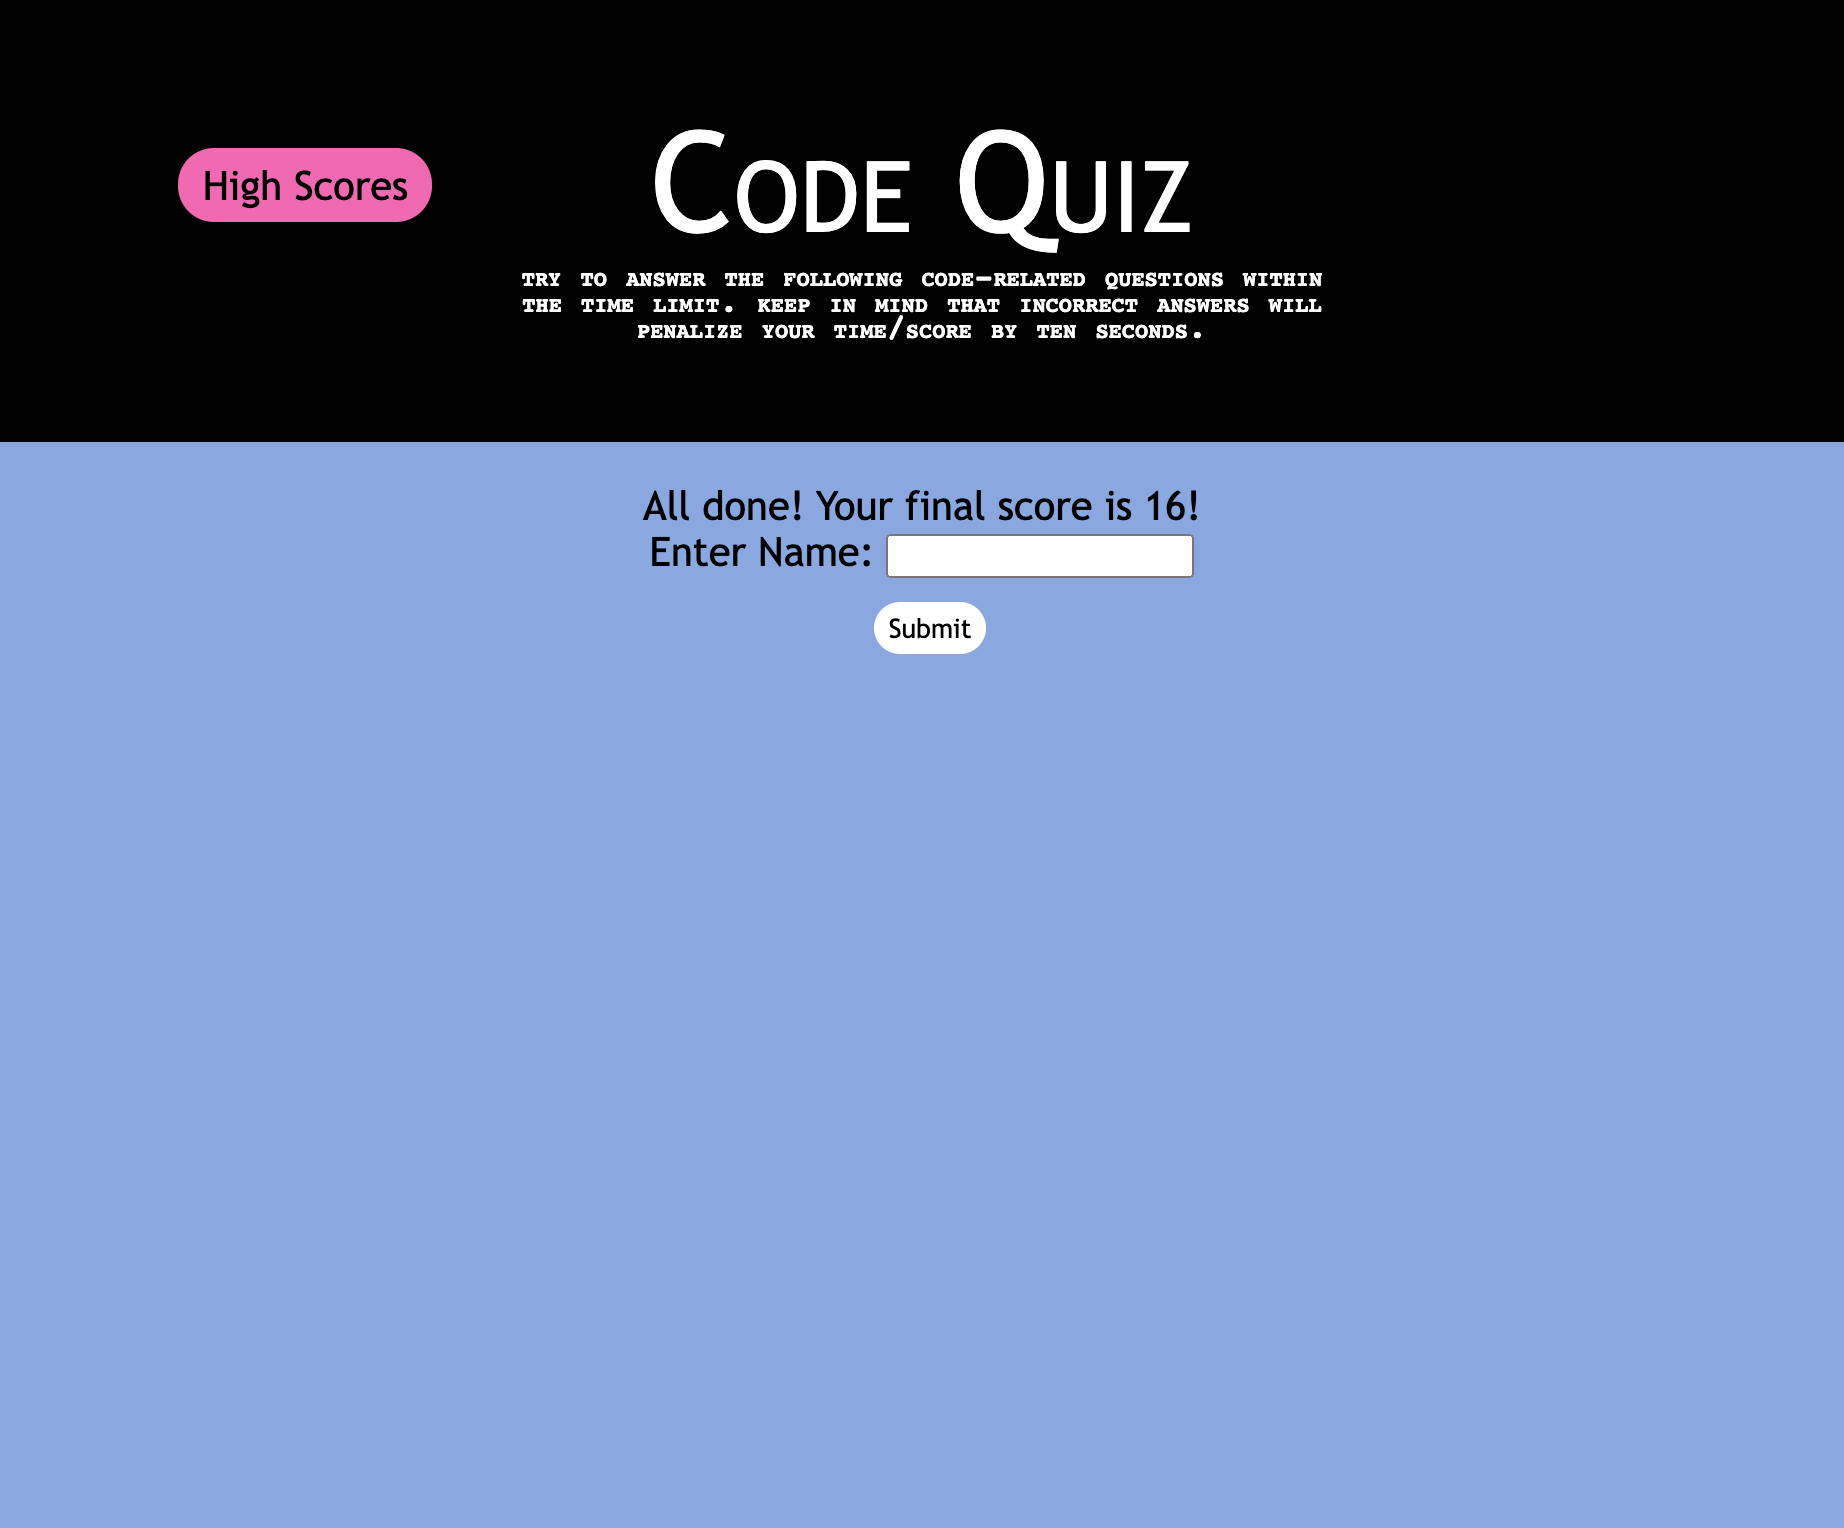 High Scores
Code Quiz
try to answer the following code-related questions within
the time limit. keep in mind that incorrect answers will
penalize your time/score by ten seconds.
All done! Your final score is 16!
Enter Name:
Submit